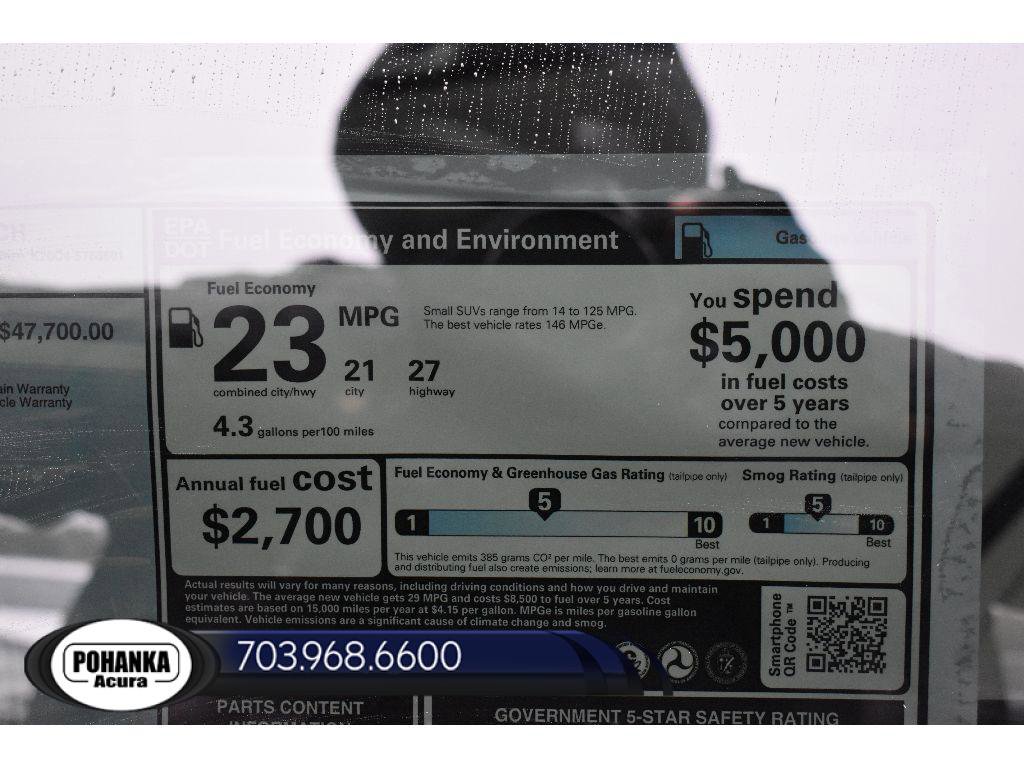 EPA
DOT
Fuel Economy and Environment
Gas
$47,700.00
Warranty
Warranty
Fuel Economy
23
MPG
combined city/hwy
21
city
27
highway
4.3 gallons per100 miles
Small SUVs range from 14 to 125 MPG.
The best vehicle rates 146 MPGe.
You spend
$5,000
in fuel costs
over 5 years
compared to the
average new vehicle.
Annual fuel cost
$2,700
Fuel Economy & Greenhouse Gas Rating (tailpipe only)
5
1
10
Best
Smog Rating (tailpipe only)
5
1
10
Best
This vehicle emits 385 grams CO² per mile. The best emits 0 grams per mile (tailpipe only). Producing
and distributing fuel also create emissions; learn more at fueleconomy.gov.
Actual results will vary for many reasons, including driving conditions and how you drive and maintain
your vehicle. The average new vehicle gets 29 MPG and costs $8,500 to fuel over 5 years. Cost
estimates are based on 15,000 miles per year at $4.15 per gallon. MPGe is miles per gasoline gallon
equivalent. Vehicle emissions are a significant cause of climate change and smog.
Smartphone
QR Code™
POHANKA
Acura
703.968.6600
PARTS CONTENT
INFORMATION
GOVERNMENT 5-STAR SAFETY RATING